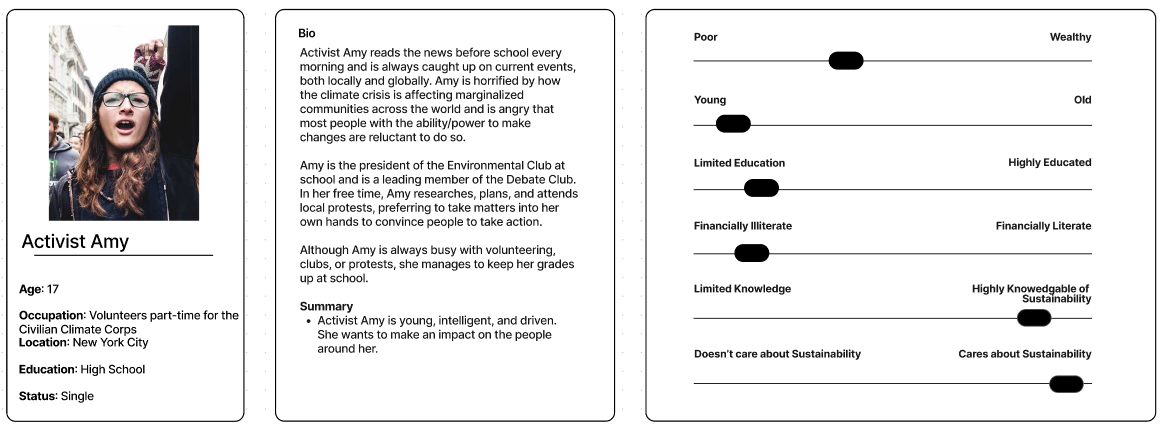 Activist Amy
Age: 17
Occupation: Volunteers part-time for the
Civilian Climate Corps
Location: New York City
Education: High School
Status: Single
Bio
Activist Amy reads the news before school every
morning and is always caught up on current events,
both locally and globally. Amy is horrified by how
the climate crisis is affecting marginalized
communities across the world and is angry that
most people with the ability/power to make
changes are reluctant to do so.
Amy is the president of the Environmental Club at
school and is a leading member of the Debate Club.
In her free time, Amy researches, plans, and attends
local protests, preferring to take matters into her
own hands to convince people to take action.
Although Amy is always busy with volunteering,
clubs, or protests, she manages to keep her grades
up at school.
Summary
• Activist Amy is young, intelligent, and driven.
She wants to make an impact on the people
around her.
Poor Wealthy
Young Old
Limited Education Highly Educated
Financially Illiterate Financially Literate
Limited Knowledge Highly Knowedgable of
Sustainability
Doesn't care about Sustainability Cares about Sustainability